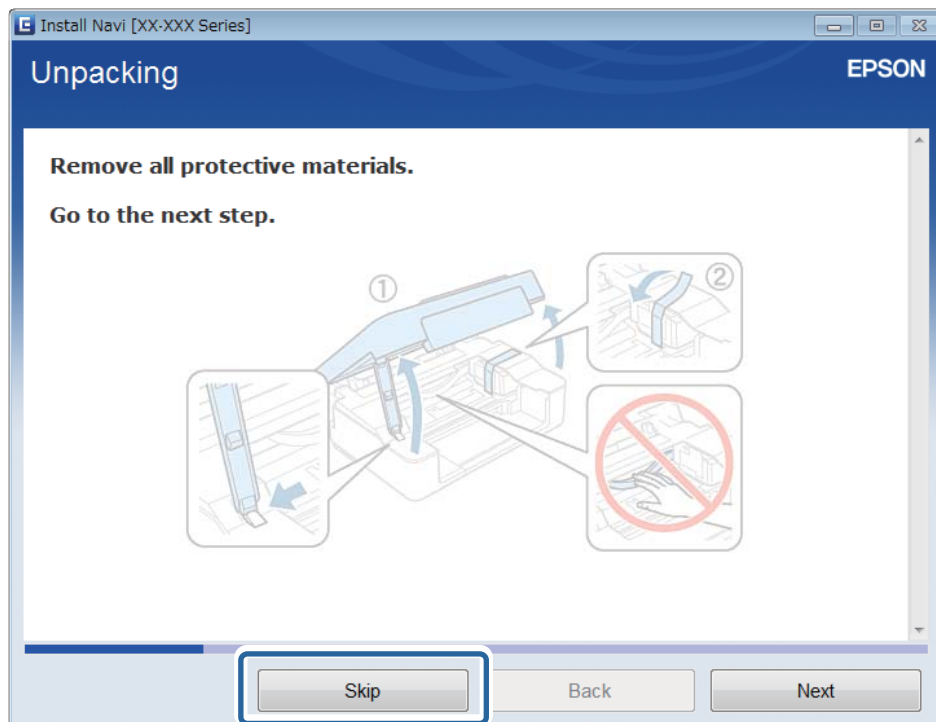 Install Navi [XX-XXX Series]
Unpacking
EPSON
Remove all protective materials.
Go to the next step.
①
②
Skip
Back
Next